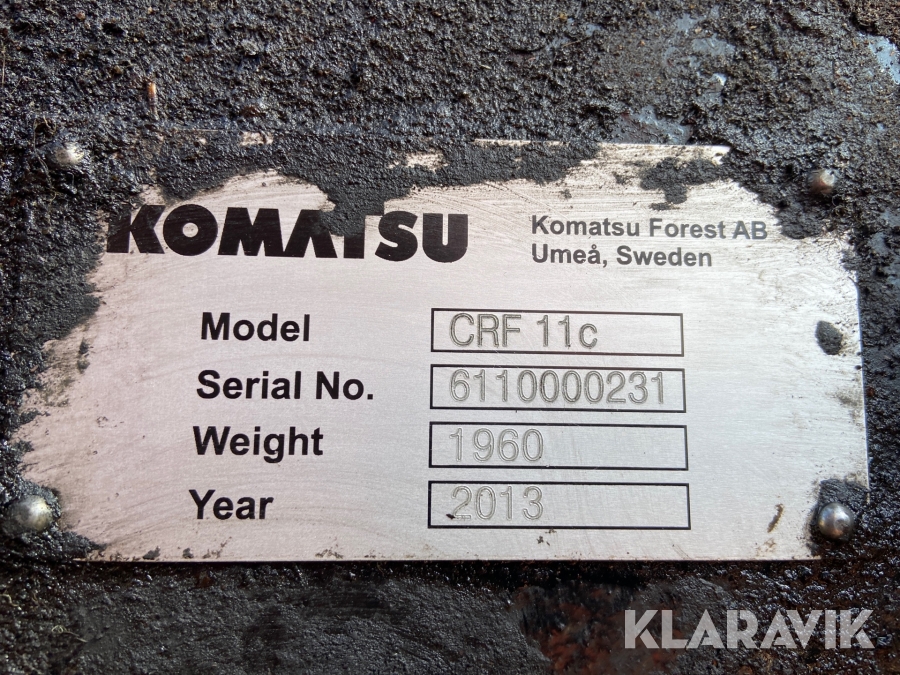 KOMATSU
Komatsu Forest AB
Umeå, Sweden
Model CRF 11c
Serial No. 6110000231
Weight 1960
Year 2013
KLARAVIK